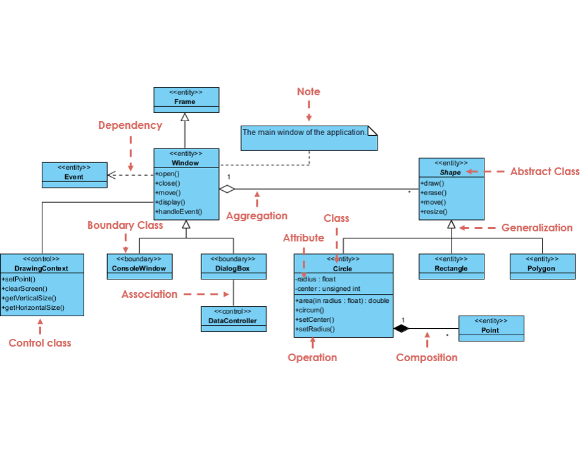 <<entity>>
Frame
Note
Dependency
The main window of the application.
<<entity>>
Event
<<entity>>
Window
+open()
+close()
+move()
+display()
+handleEvent()
1
*
Aggregation
<<entity>>
Shape
+draw()
+erase()
+move()
+resize()
Abstract Class
Boundary Class
Class
Attribute
Generalization
<<control>>
DrawingContext
+setPoint()
+clearScreen()
+getVerticalSize()
+getHorizontalSize()
<<boundary>>
ConsoleWindow
<<boundary>>
DialogBox
<<entity>>
Circle
-radius : float
-center : unsigned int
+area(in radius : float) : double
+circum()
+setCenter()
+setRadius()
<<entity>>
Rectangle
<<entity>>
Polygon
Association
<<control>>
DataController
1
*
<<entity>>
Point
Control class
Operation
Composition